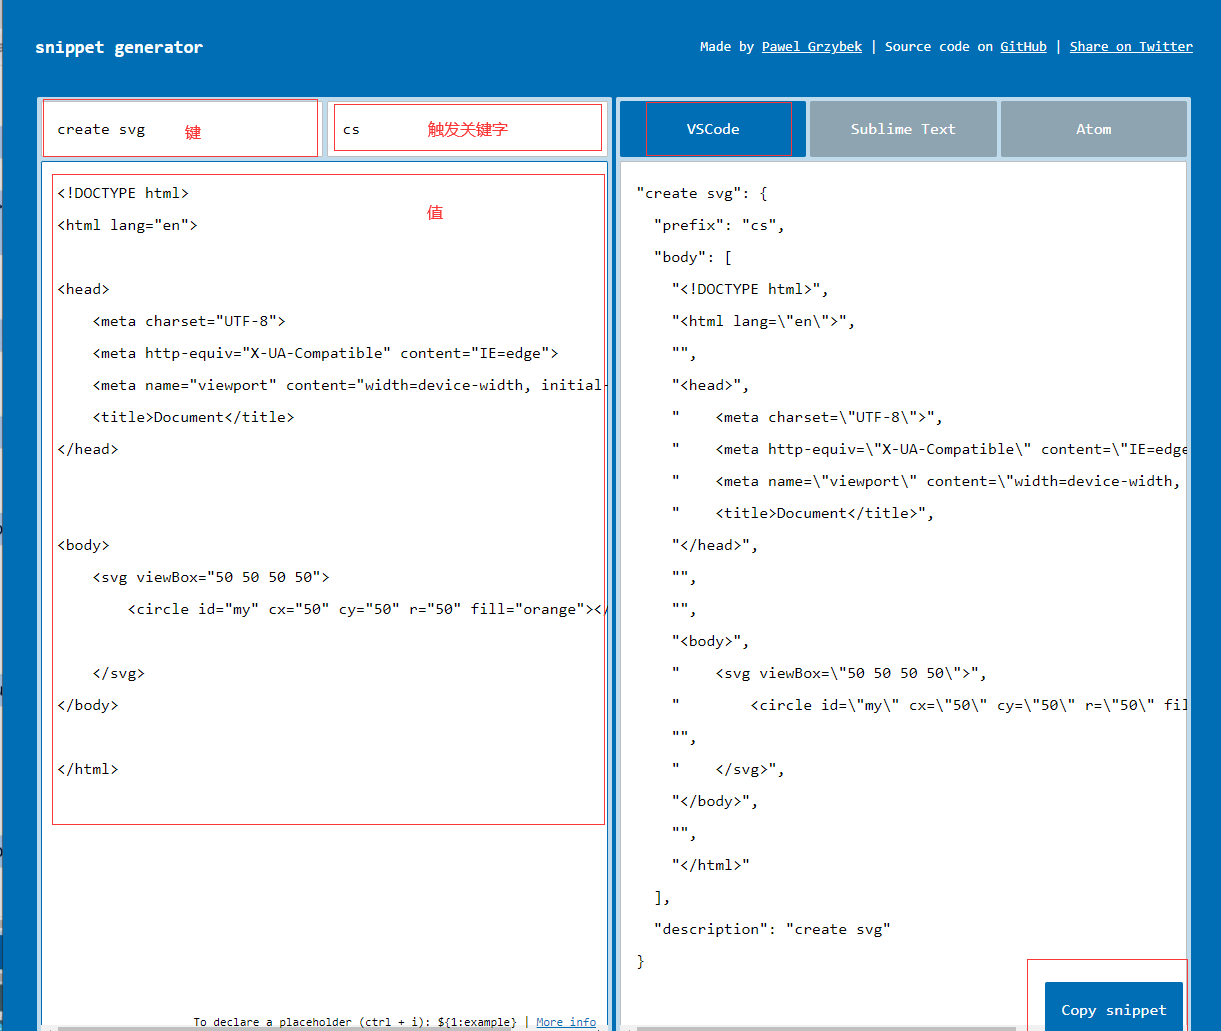 snippet generator
Made by Pawel Grzybek | Source code on GitHub | Share on Twitter
create svg 键
cs 触发关键字
<!DOCTYPE html>
值
<html lang="en">
<head>
    <meta charset="UTF-8">
    <meta http-equiv="X-UA-Compatible" content="IE=edge">
    <meta name="viewport" content="width=device-width, initial-
    <title>Document</title>
</head>
<body>
    <svg viewBox="50 50 50 50">
        <circle id="my" cx="50" cy="50" r="50" fill="orange"></
    </svg>
</body>
</html>
To declare a placeholder (ctrl + i): ${1:example} | More info
VSCode
Sublime Text
Atom
"create svg": {
  "prefix": "cs",
  "body": [
    "<!DOCTYPE html>",
    "<html lang=\"en\">",
    "",
    "<head>",
    "    <meta charset=\"UTF-8\">",
    "    <meta http-equiv=\"X-UA-Compatible\" content=\"IE=edge
    "    <meta name=\"viewport\" content=\"width=device-width,
    "    <title>Document</title>",
    "</head>",
    "",
    "",
    "<body>",
    "    <svg viewBox=\"50 50 50 50\">",
    "        <circle id=\"my\" cx=\"50\" cy=\"50\" r=\"50\" fil
    "",
    "    </svg>",
    "</body>",
    "",
    "</html>"
  ],
  "description": "create svg"
}
Copy snippet